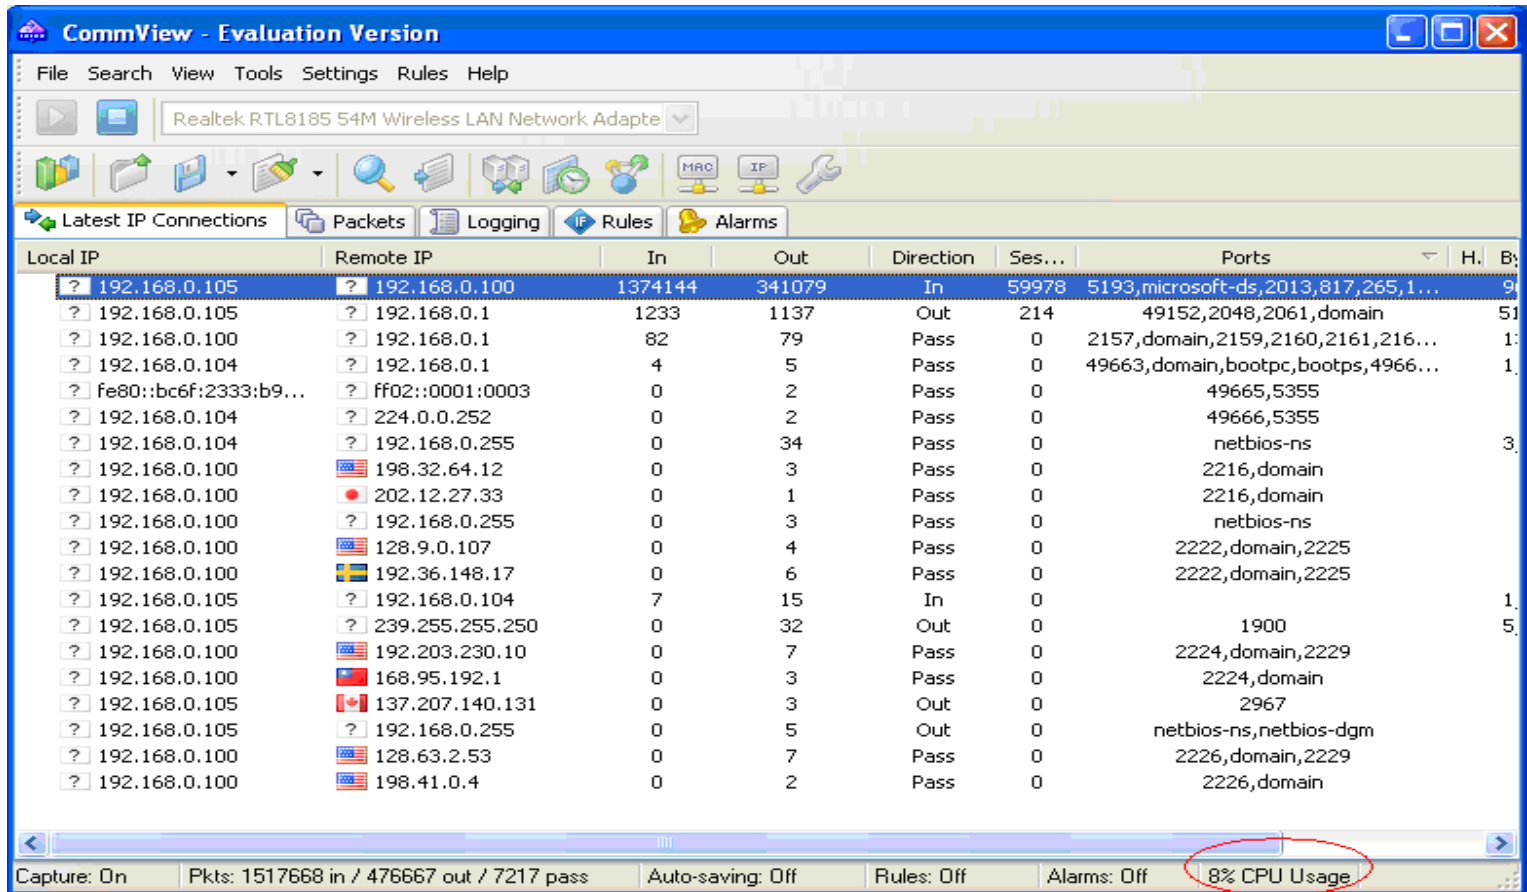 CommView - Evaluation Version
File Search View Tools Settings Rules Help
Realtek RTL8185 54M Wireless LAN Network Adapte
MAC IP
Latest IP Connections Packets Logging IF Rules Alarms
Local IP Remote IP In Out Direction Ses... Ports H.
? 192.168.0.105 ? 192.168.0.100 1374144 341079 In 59978 5193,microsoft-ds,2013,817,265,1...
? 192.168.0.105 ? 192.168.0.1 1233 1137 Out 214 49152,2048,2061,domain 51
? 192.168.0.100 ? 192.168.0.1 82 79 Pass 0 2157,domain,2159,2160,2161,216...
? 192.168.0.104 ? 192.168.0.1 4 5 Pass 0 49663,domain,bootpc,bootps,4966...
? fe80::bc6f:2333:b9... ? ff02::0001:0003 0 2 Pass 0 49665,5355
? 192.168.0.104 ? 224.0.0.252 0 2 Pass 0 49666,5355
? 192.168.0.104 ? 192.168.0.255 0 34 Pass 0 netbios-ns
? 192.168.0.100 198.32.64.12 0 3 Pass 0 2216,domain
? 192.168.0.100 202.12.27.33 0 1 Pass 0 2216,domain
? 192.168.0.100 ? 192.168.0.255 0 3 Pass 0 netbios-ns
? 192.168.0.100 128.9.0.107 0 4 Pass 0 2222,domain,2225
? 192.168.0.100 192.36.148.17 0 6 Pass 0 2222,domain,2225
? 192.168.0.105 ? 192.168.0.104 7 15 In 0
? 192.168.0.105 ? 239.255.255.250 0 32 Out 0 1900
? 192.168.0.100 192.203.230.10 0 7 Pass 0 2224,domain,2229
? 192.168.0.100 168.95.192.1 0 3 Pass 0 2224,domain
? 192.168.0.105 137.207.140.131 0 3 Out 0 2967
? 192.168.0.105 ? 192.168.0.255 0 5 Out 0 netbios-ns,netbios-dgm
? 192.168.0.100 128.63.2.53 0 7 Pass 0 2226,domain,2229
? 192.168.0.100 198.41.0.4 0 2 Pass 0 2226,domain
Capture: On Pkts: 1517668 in / 476667 out / 7217 pass Auto-saving: Off Rules: Off Alarms: Off 8% CPU Usage